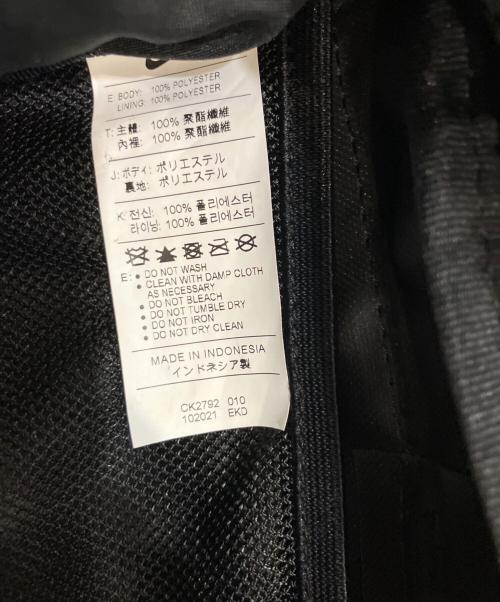 E: BODY: 100% POLYESTER
LINING: 100% POLYESTER
T: 主體: 100% 聚酯纖維
內裡: 100% 聚酯纖維
J: ボディ: ポリエステル
裏地: ポリエステル
K: 전신: 100% 폴리에스터
라이닝: 100% 폴리에스터
E: • DO NOT WASH
• CLEAN WITH DAMP CLOTH
AS NECESSARY
• DO NOT BLEACH
• DO NOT TUMBLE DRY
• DO NOT IRON
• DO NOT DRY CLEAN
MADE IN INDONESIA
インドネシア製
CK2792 010
102021 EKD